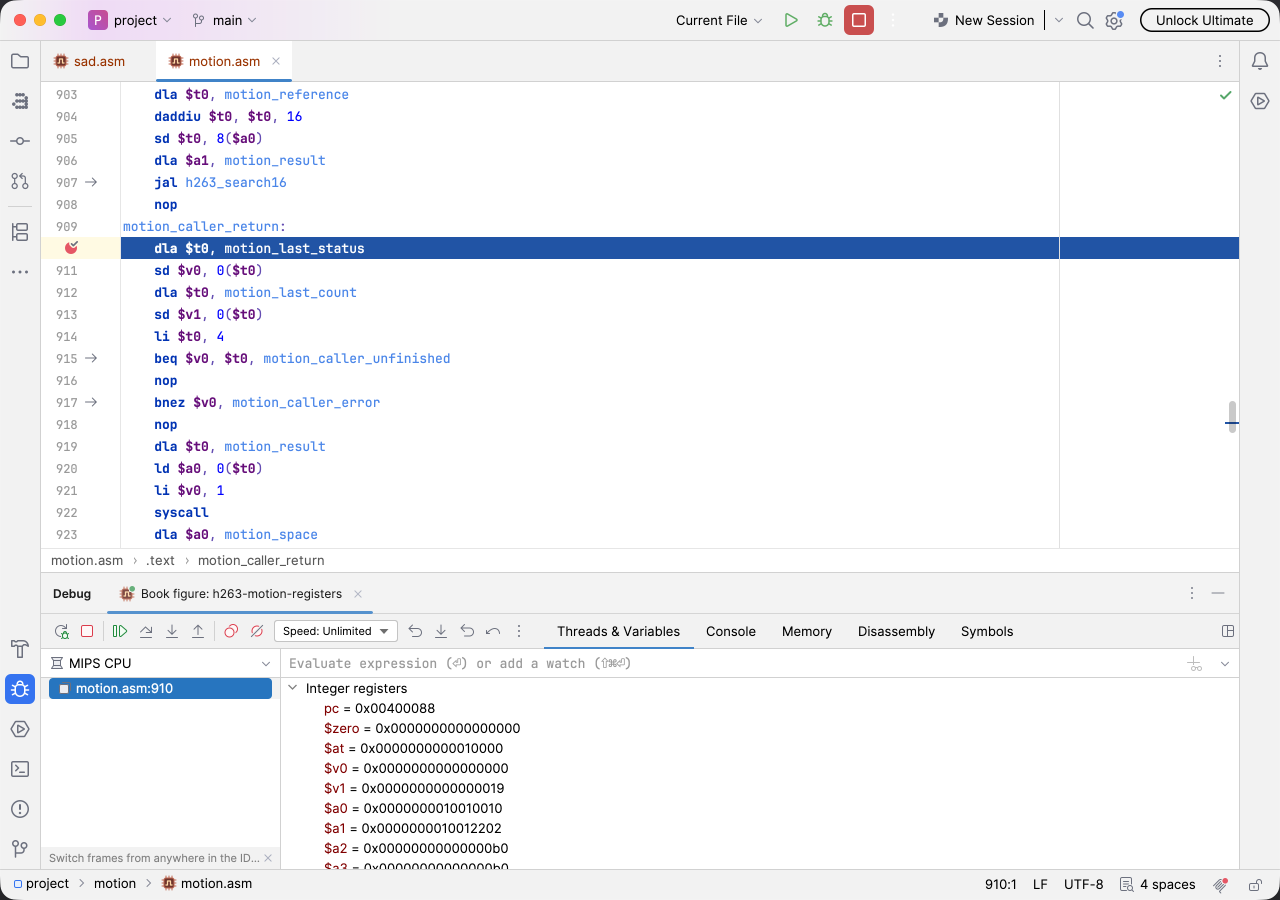 P project main Current File New Session Unlock Ultimate
sad.asm motion.asm
903 dla $t0, motion_reference
904 daddiu $t0, $t0, 16
905 sd $t0, 8($a0)
906 dla $a1, motion_result
907 jal h263_search16
908 nop
909 motion_caller_return:
dla $t0, motion_last_status
911 sd $v0, 0($t0)
912 dla $t0, motion_last_count
913 sd $v1, 0($t0)
914 li $t0, 4
915 beq $v0, $t0, motion_caller_unfinished
916 nop
917 bnez $v0, motion_caller_error
918 nop
919 dla $t0, motion_result
920 ld $a0, 0($t0)
921 li $v0, 1
922 syscall
923 dla $a0, motion_space
motion.asm › .text › motion_caller_return
Debug Book figure: h263-motion-registers
Speed: Unlimited Threads & Variables Console Memory Disassembly Symbols
MIPS CPU Evaluate expression (⏎) or add a watch (⇧⌘⏎)
motion.asm:910
Integer registers
pc = 0x00400088
$zero = 0x0000000000000000
$at = 0x0000000000010000
$v0 = 0x0000000000000000
$v1 = 0x0000000000000019
$a0 = 0x0000000010010010
$a1 = 0x0000000010012202
$a2 = 0x00000000000000b0
$a3 = 0x00000000000000b0
Switch frames from anywhere in the ID...
project › motion › motion.asm 910:1 LF UTF-8 4 spaces